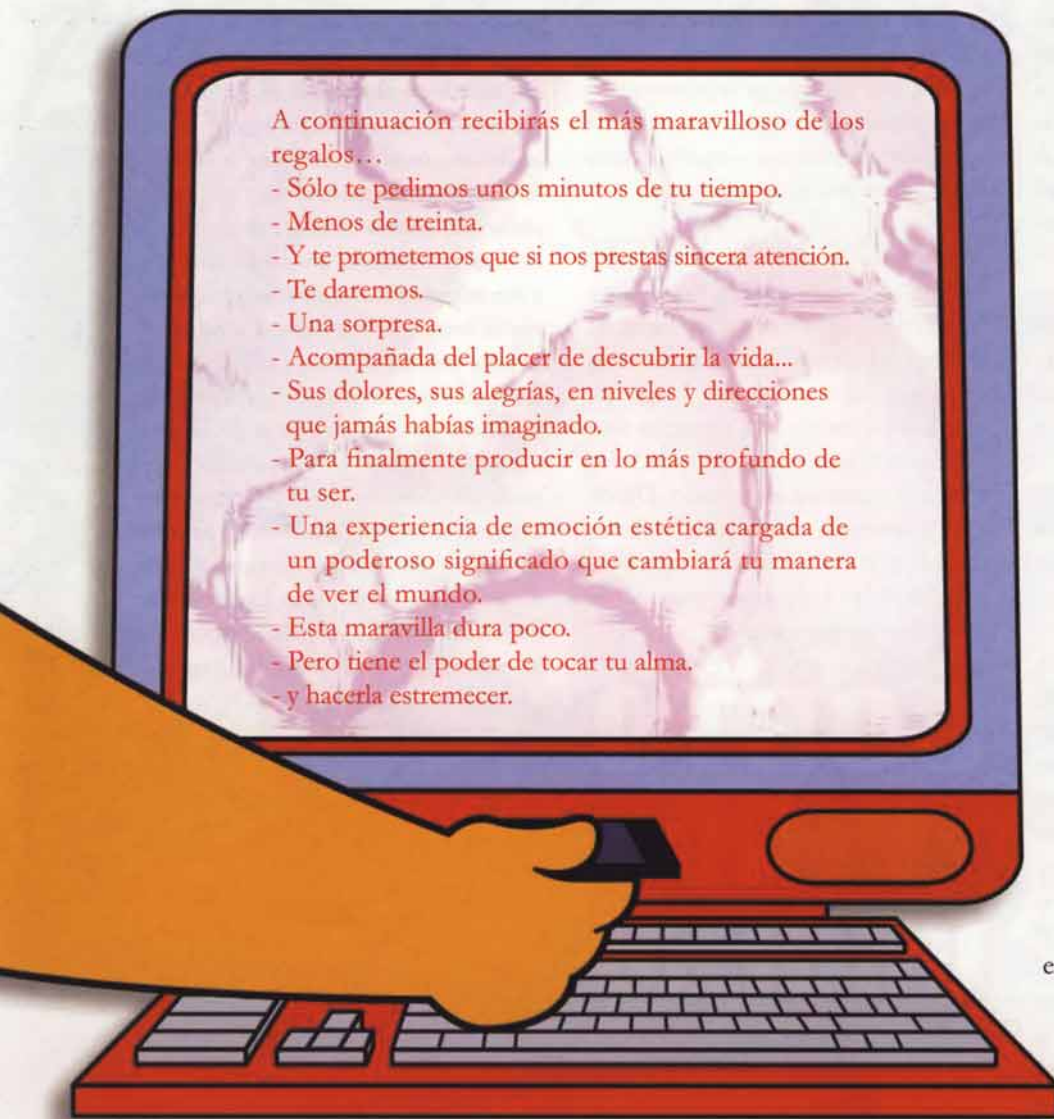 A continuación recibirás el más maravilloso de los
regalos…
- Sólo te pedimos unos minutos de tu tiempo.
- Menos de treinta.
- Y te prometemos que si nos prestas sincera atención.
- Te daremos.
- Una sorpresa.
- Acompañada del placer de descubrir la vida...
- Sus dolores, sus alegrías, en niveles y direcciones
que jamás habías imaginado.
- Para finalmente producir en lo más profundo de
tu ser.
- Una experiencia de emoción estética cargada de
un poderoso significado que cambiará tu manera
de ver el mundo.
- Esta maravilla dura poco.
- Pero tiene el poder de tocar tu alma.
- y hacerla estremecer.
e